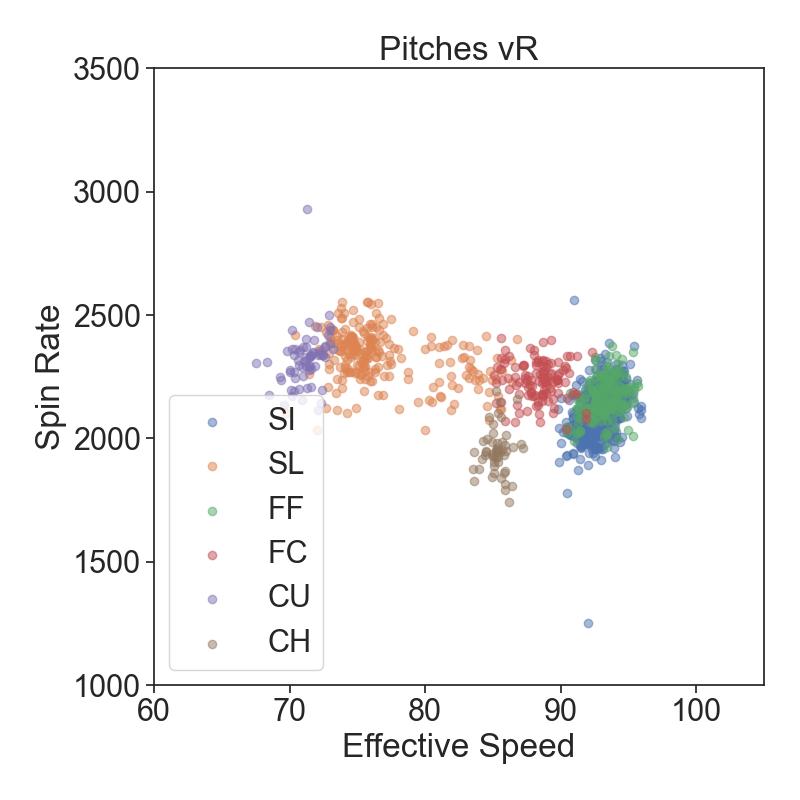 Pitches vR
3500
3000
2500
2000
1500
1000
Spin Rate
SI
SL
FF
FC
CU
CH
60 70 80 90 100
Effective Speed